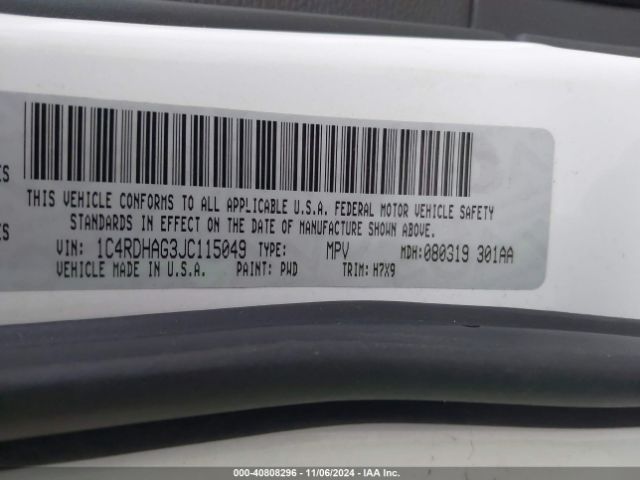 ES
THIS VEHICLE CONFORMS TO ALL APPLICABLE U.S.A. FEDERAL MOTOR VEHICLE SAFETY
ES
STANDARDS IN EFFECT ON THE DATE OF MANUFACTURE SHOWN ABOVE.
VIN: 1C4RDHAG3JC115049 TYPE: MPV MDH:080319 301AA
VEHICLE MADE IN U.S.A. PAINT: PWD TRIM:H7X9
000-40808296 - 11/06/2024 - IAA Inc.